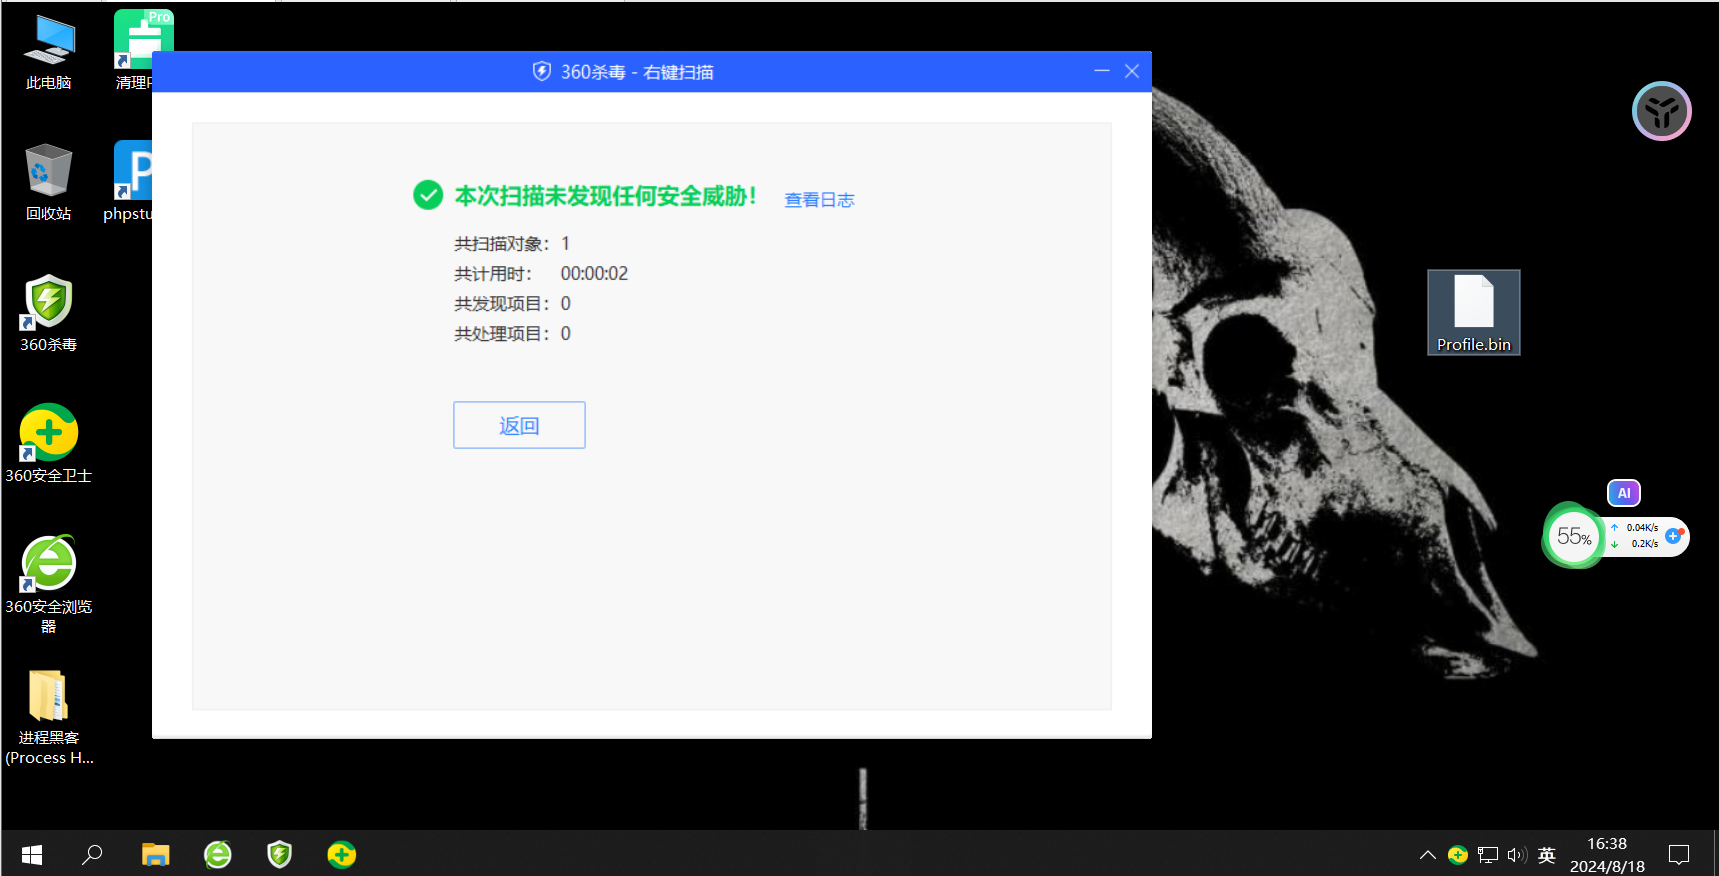 此电脑
Pro
清理P
回收站
phpstu
360杀毒
360安全卫士
360安全浏览
器
进程黑客
(Process H...
360杀毒 - 右键扫描
本次扫描未发现任何安全威胁！
查看日志
共扫描对象： 1
共计用时： 00:00:02
共发现项目： 0
共处理项目： 0
返回
Profile.bin
AI
55%
0.04K/s
0.2K/s
英
16:38
2024/8/18